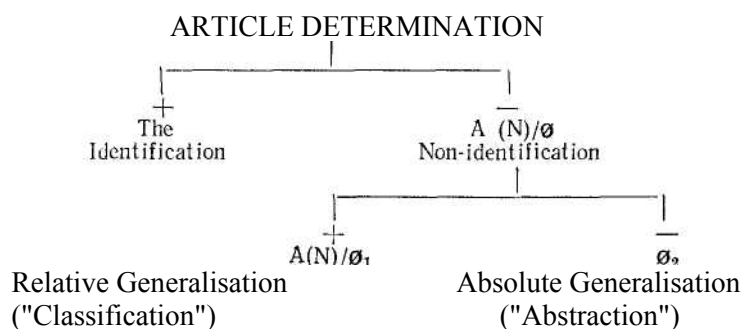 ARTICLE DETERMINATION
+ −
The A (N)/ø
Identification Non-identification
+ −
A(N)/ø₁ ø₂
Relative Generalisation Absolute Generalisation
("Classification") ("Abstraction")